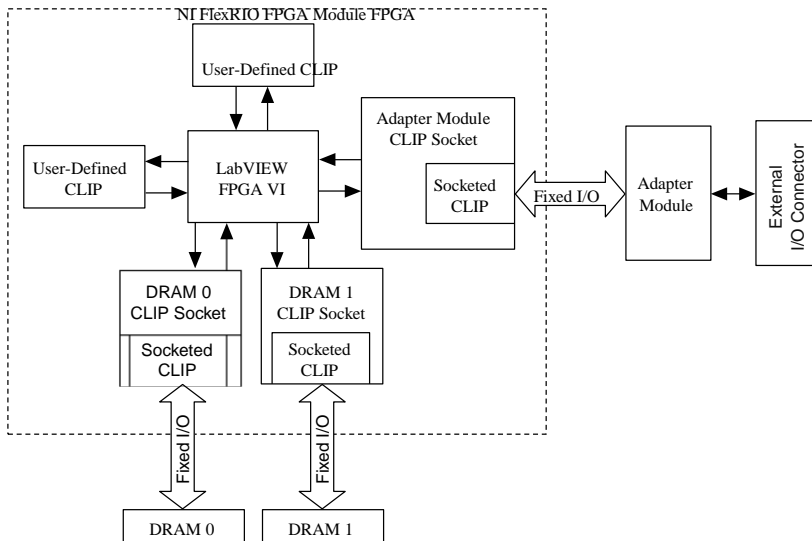 NI FlexRIO FPGA Module FPGA
User-Defined CLIP
Adapter Module
CLIP Socket
User-Defined
CLIP
LabVIEW
FPGA VI
Socketed
CLIP
Fixed I/O
Adapter
Module
External
I/O Connector
DRAM 0
CLIP Socket
DRAM 1
CLIP Socket
Socketed
CLIP
Socketed
CLIP
Fixed I/O
Fixed I/O
DRAM 0
DRAM 1